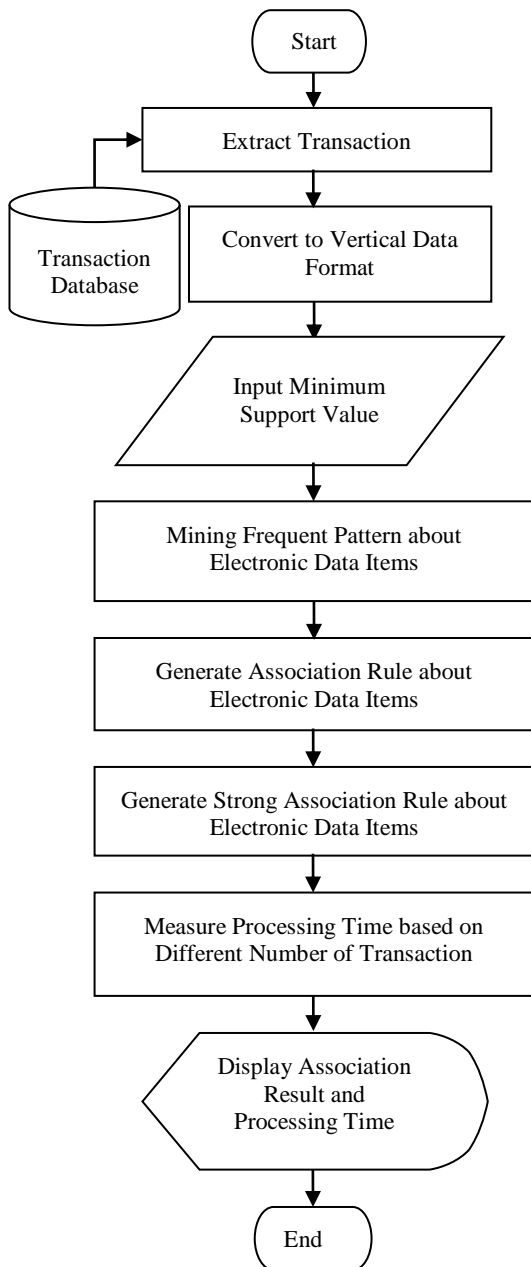 Start
Extract Transaction
Transaction
Database
Convert to Vertical Data
Format
Input Minimum
Support Value
Mining Frequent Pattern about
Electronic Data Items
Generate Association Rule about
Electronic Data Items
Generate Strong Association Rule about
Electronic Data Items
Measure Processing Time based on
Different Number of Transaction
Display Association
Result and
Processing Time
End